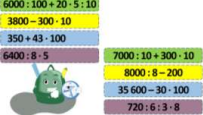 6000 : 100 + 20 · 5 : 10
3800 – 300 · 10
350 + 43 · 100
6400 : 8 · 5
7000 : 10 + 300 · 10
8000 : 8 – 200
35 600 – 30 · 100
720 : 6 : 3 · 8